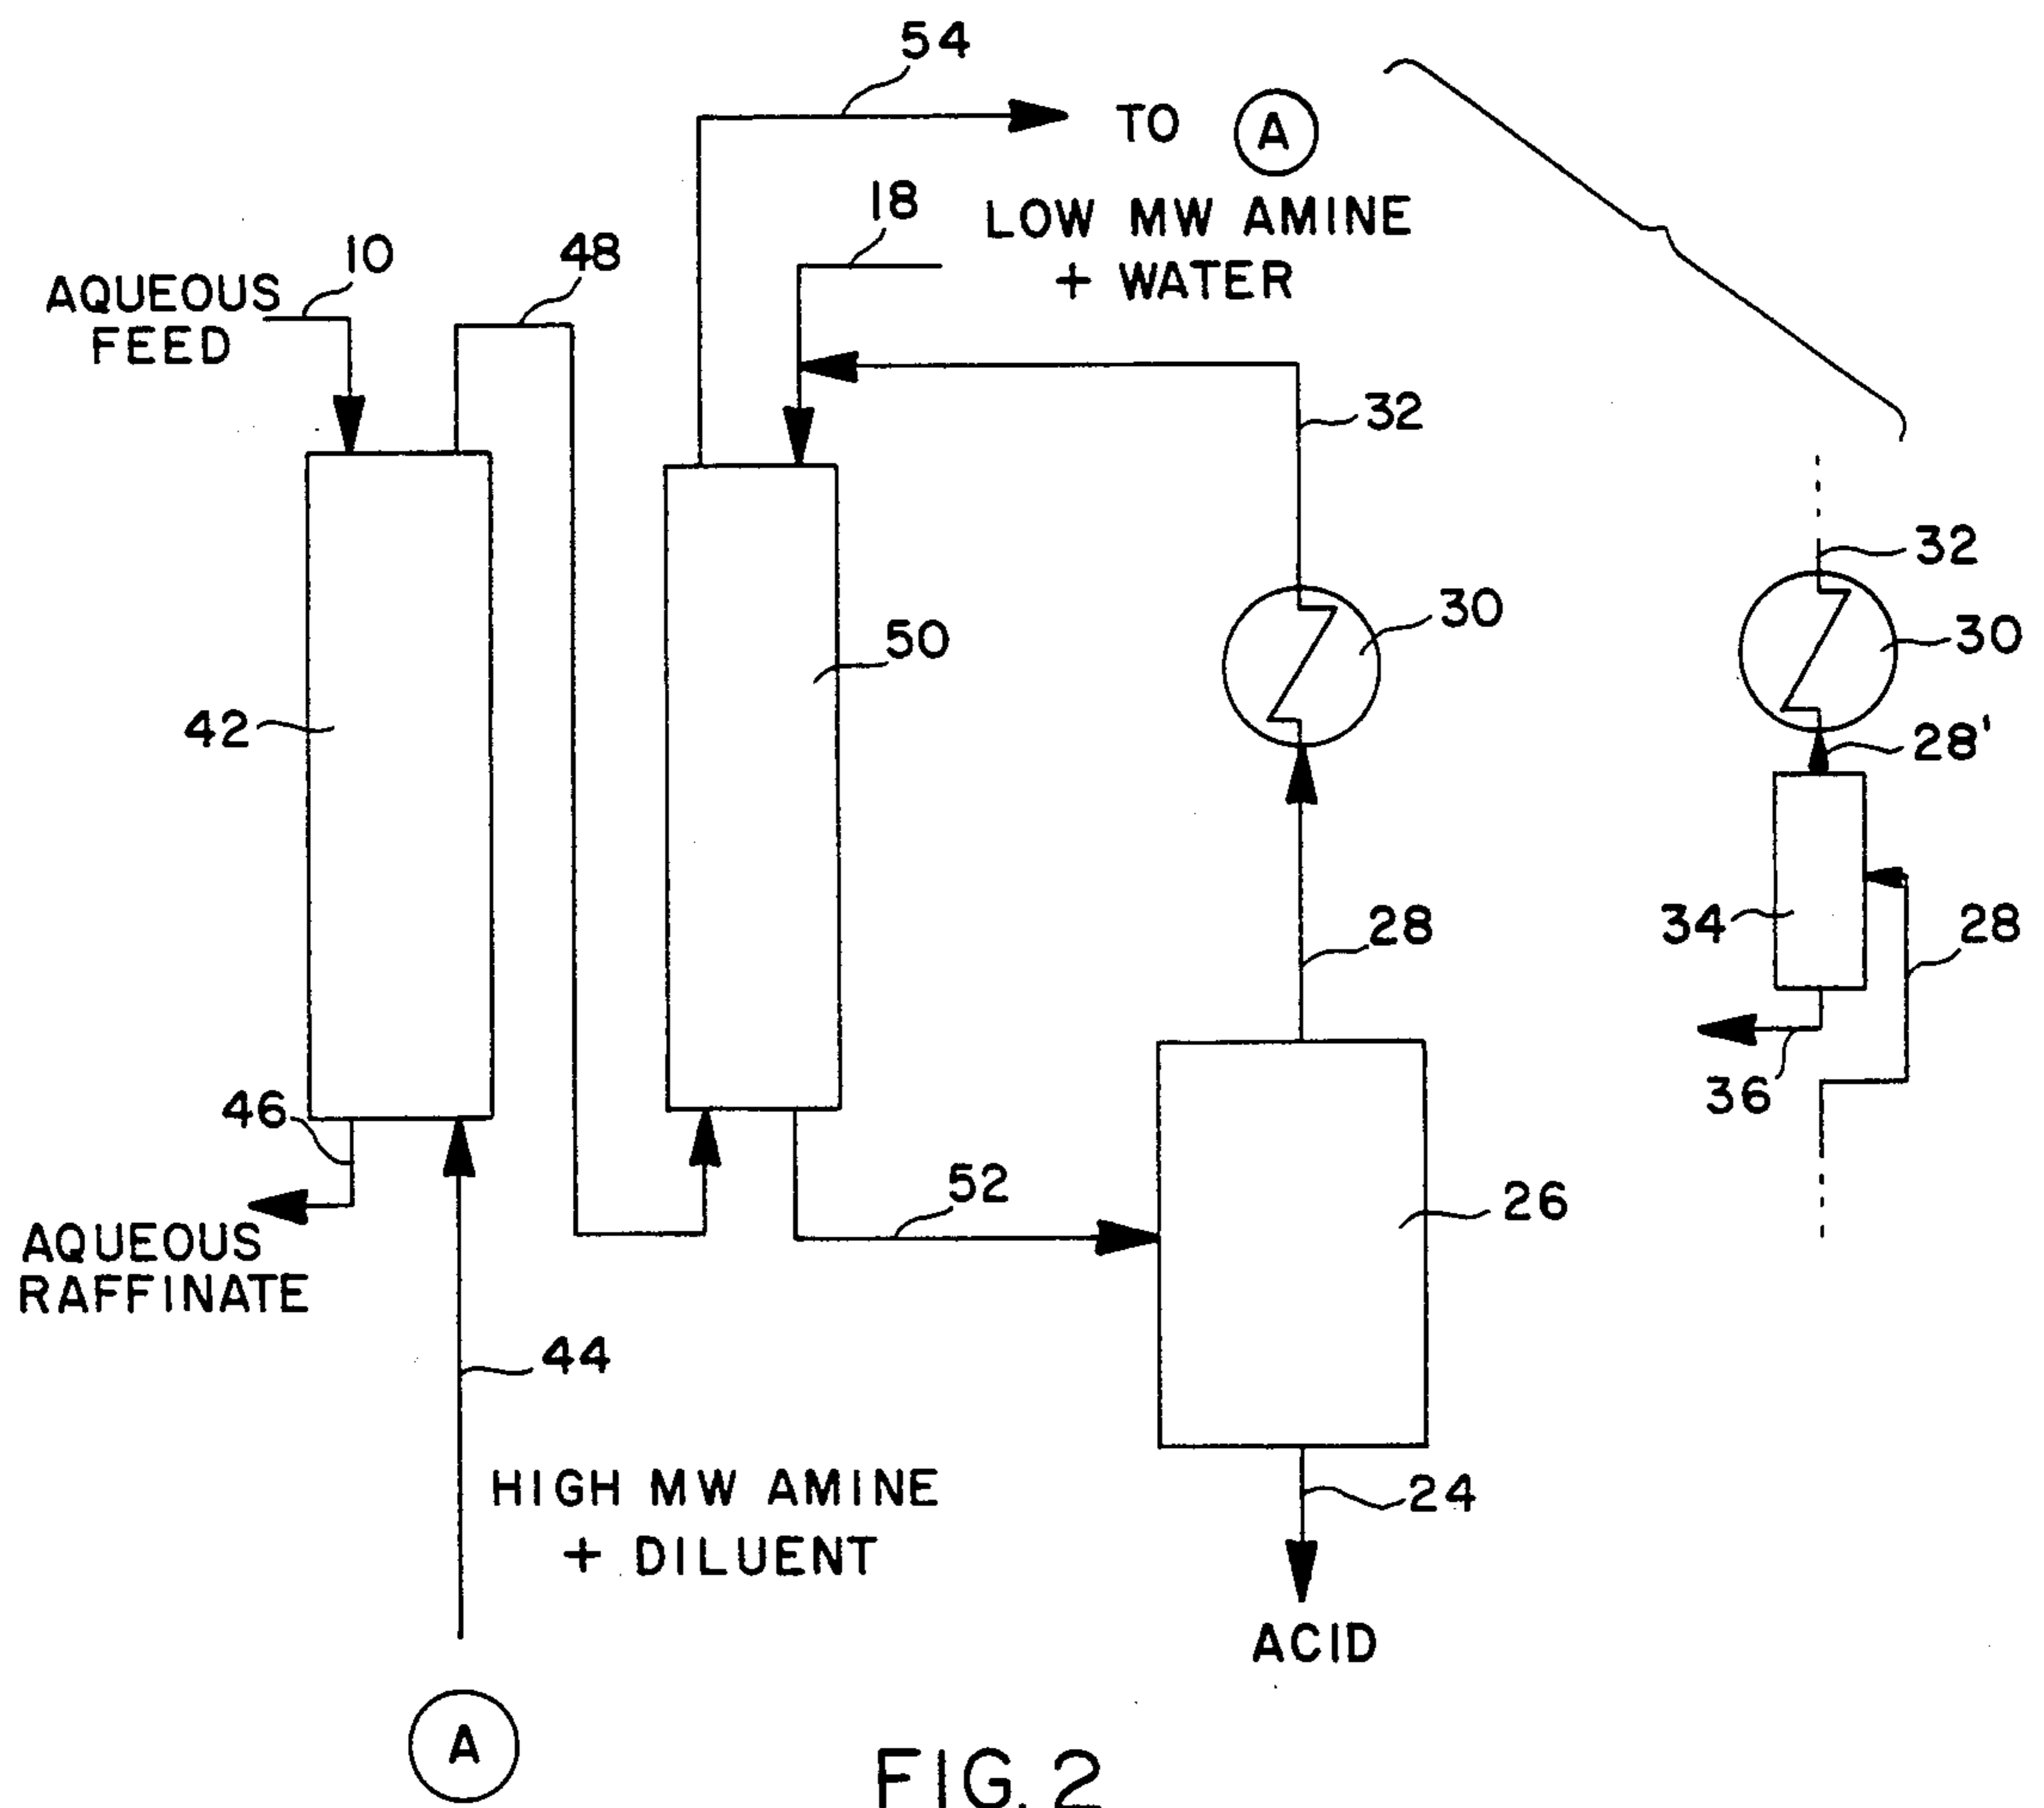 54
TO A
18
LOW MW AMINE
+ WATER
10
48
AQUEOUS
FEED
32
32
30
30
50
42
28'
28
34
28
36
46
52
26
AQUEOUS
RAFFINATE
44
HIGH MW AMINE
+ DILUENT
24
ACID
A
FIG. 2